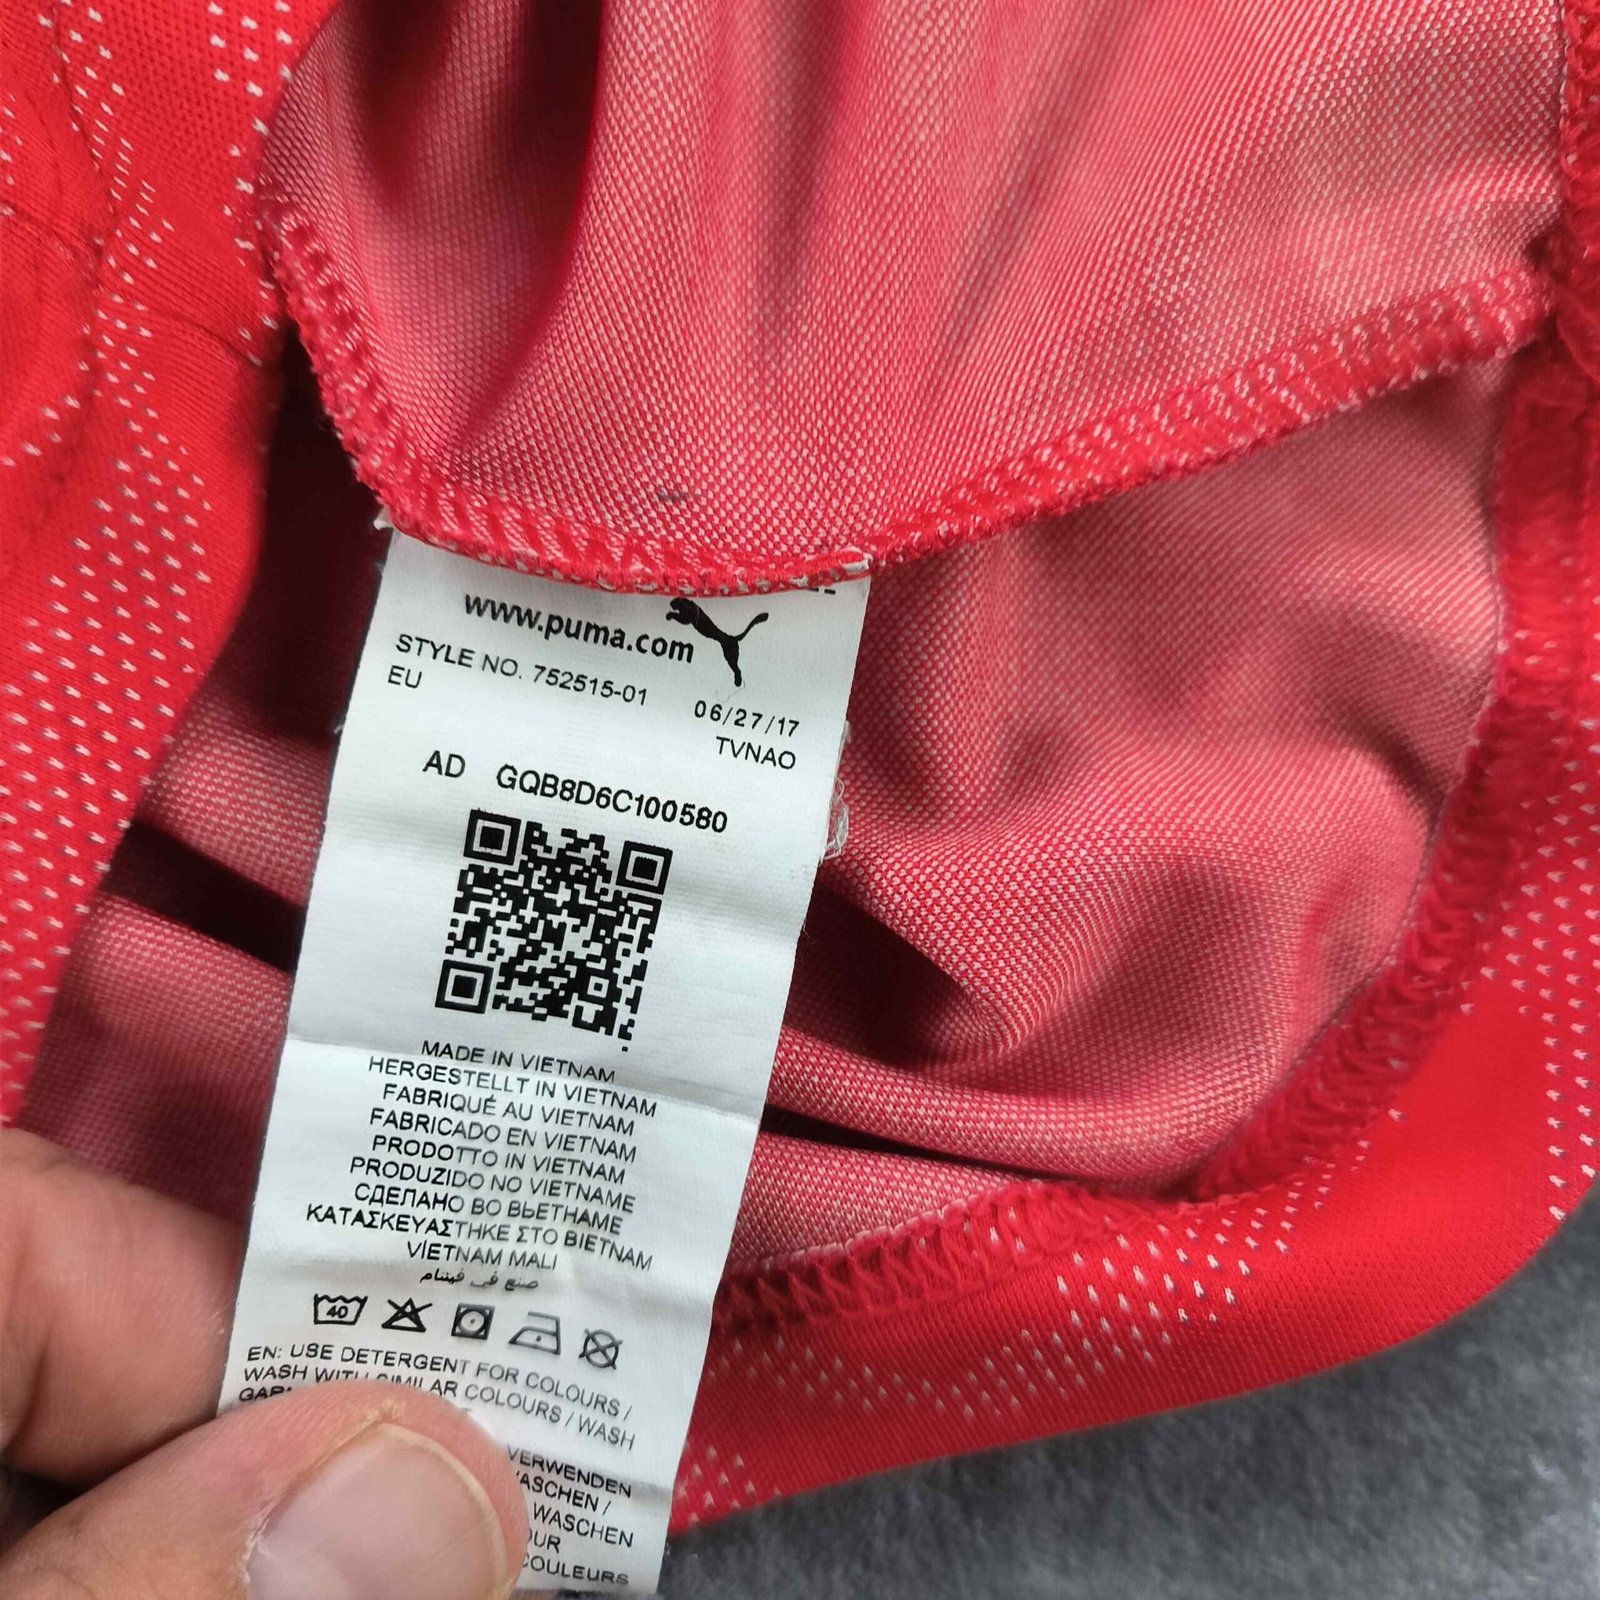 www.puma.com
STYLE NO. 752515-01
EU
06/27/17
TVNAO
AD GQB8D6C100580
MADE IN VIETNAM
HERGESTELLT IN VIETNAM
FABRIQUÉ AU VIETNAM
FABRICADO EN VIETNAM
PRODOTTO IN VIETNAM
PRODUZIDO NO VIETNAME
СДЕЛАНО ВО ВЬЕТНАМЕ
ΚΑΤΑΣΚΕΥΑΣΤΗΚΕ ΣΤΟ ΒΙΕΤΝΑΜ
VİETNAM MALI
صنع في فيتنام
40
EN: USE DETERGENT FOR COLOURS /
WASH WITH SIMILAR COLOURS / WASH
VERWENDEN
WASCHEN
COULEURS